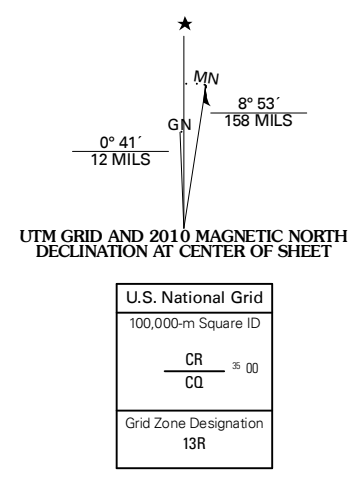 MN
8° 53´
158 MILS
GN
0° 41´
12 MILS
UTM GRID AND 2010 MAGNETIC NORTH
DECLINATION AT CENTER OF SHEET
U.S. National Grid
100,000-m Square ID
CR
35 00
CQ
Grid Zone Designation
13R